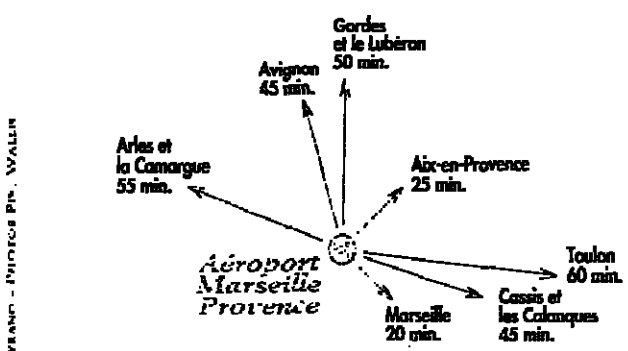 Gordes
et le Lubéron
50 min.
Avignon
45 min.
Arles et
la Camargue
55 min.
Aix-en-Provence
25 min.
Aéroport
Marseille
Provence
Toulon
60 min.
Cassis et
les Calanques
45 min.
Marseille
20 min.